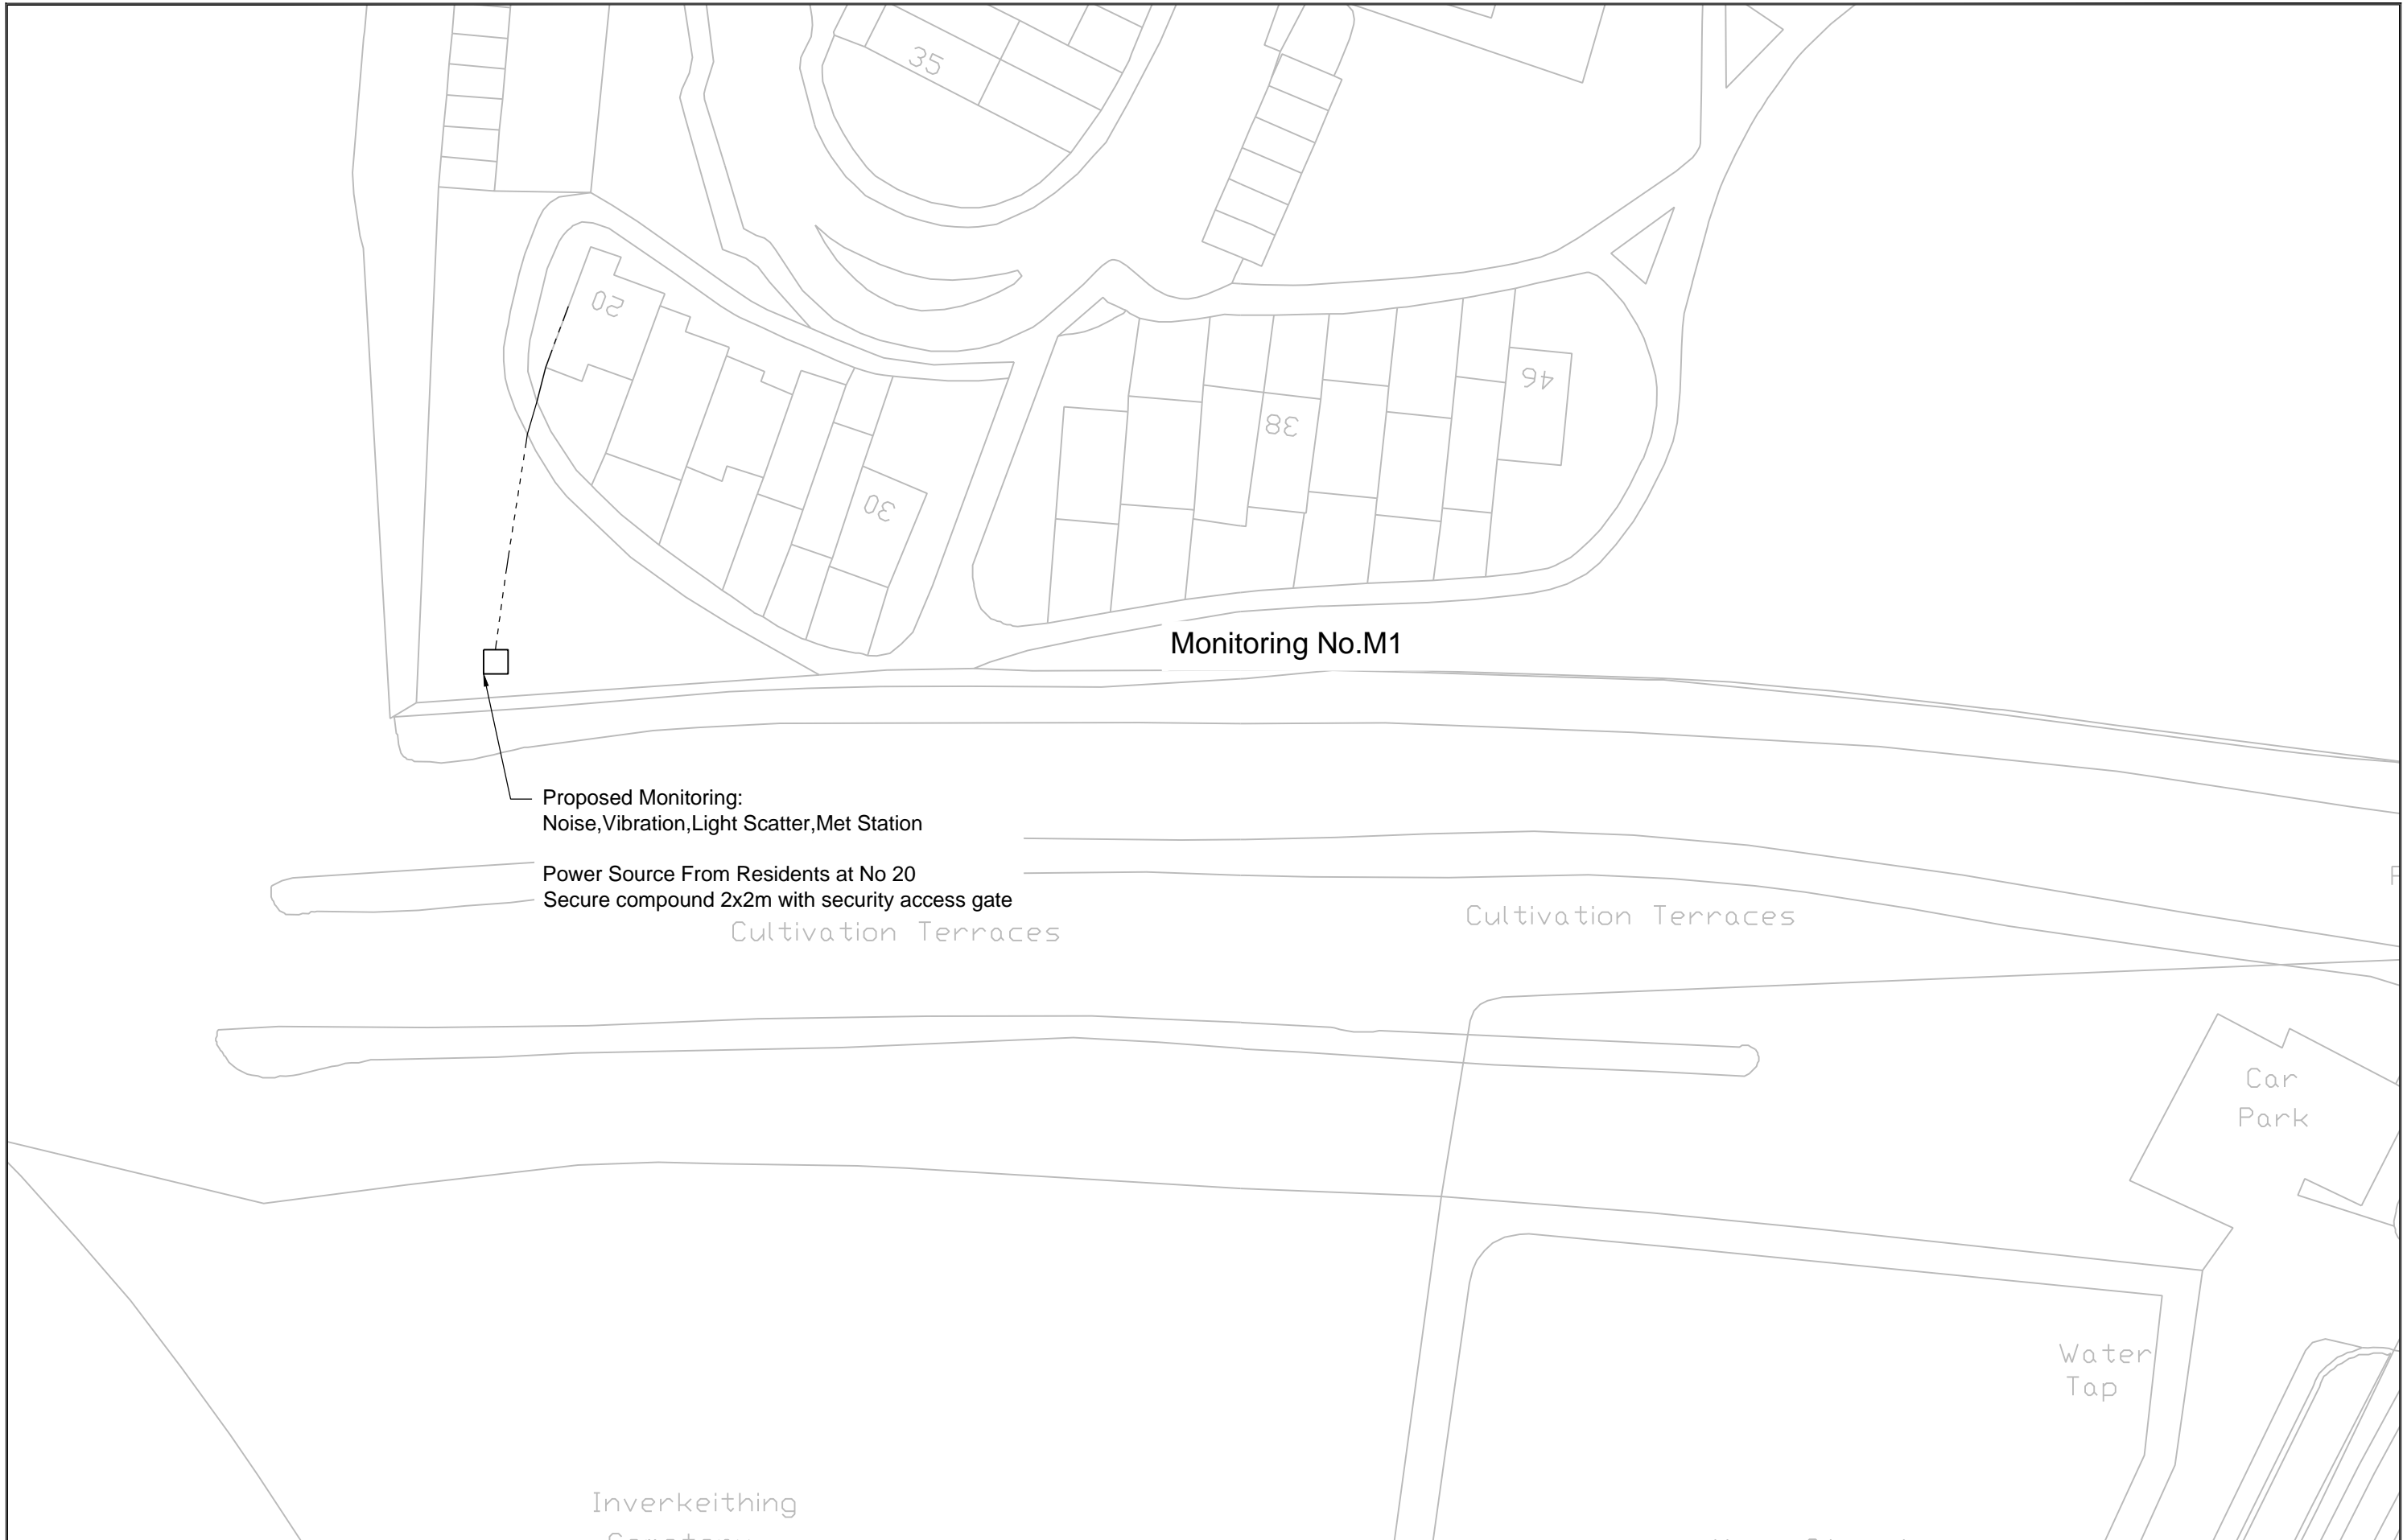 35
20
46
38
30
Monitoring No.M1
Proposed Monitoring:
Noise,Vibration,Light Scatter,Met Station
Power Source From Residents at No 20
Secure compound 2x2m with security access gate
Cultivation Terraces
Cultivation Terraces
Car
Park
Water
Tap
Inverkeithing